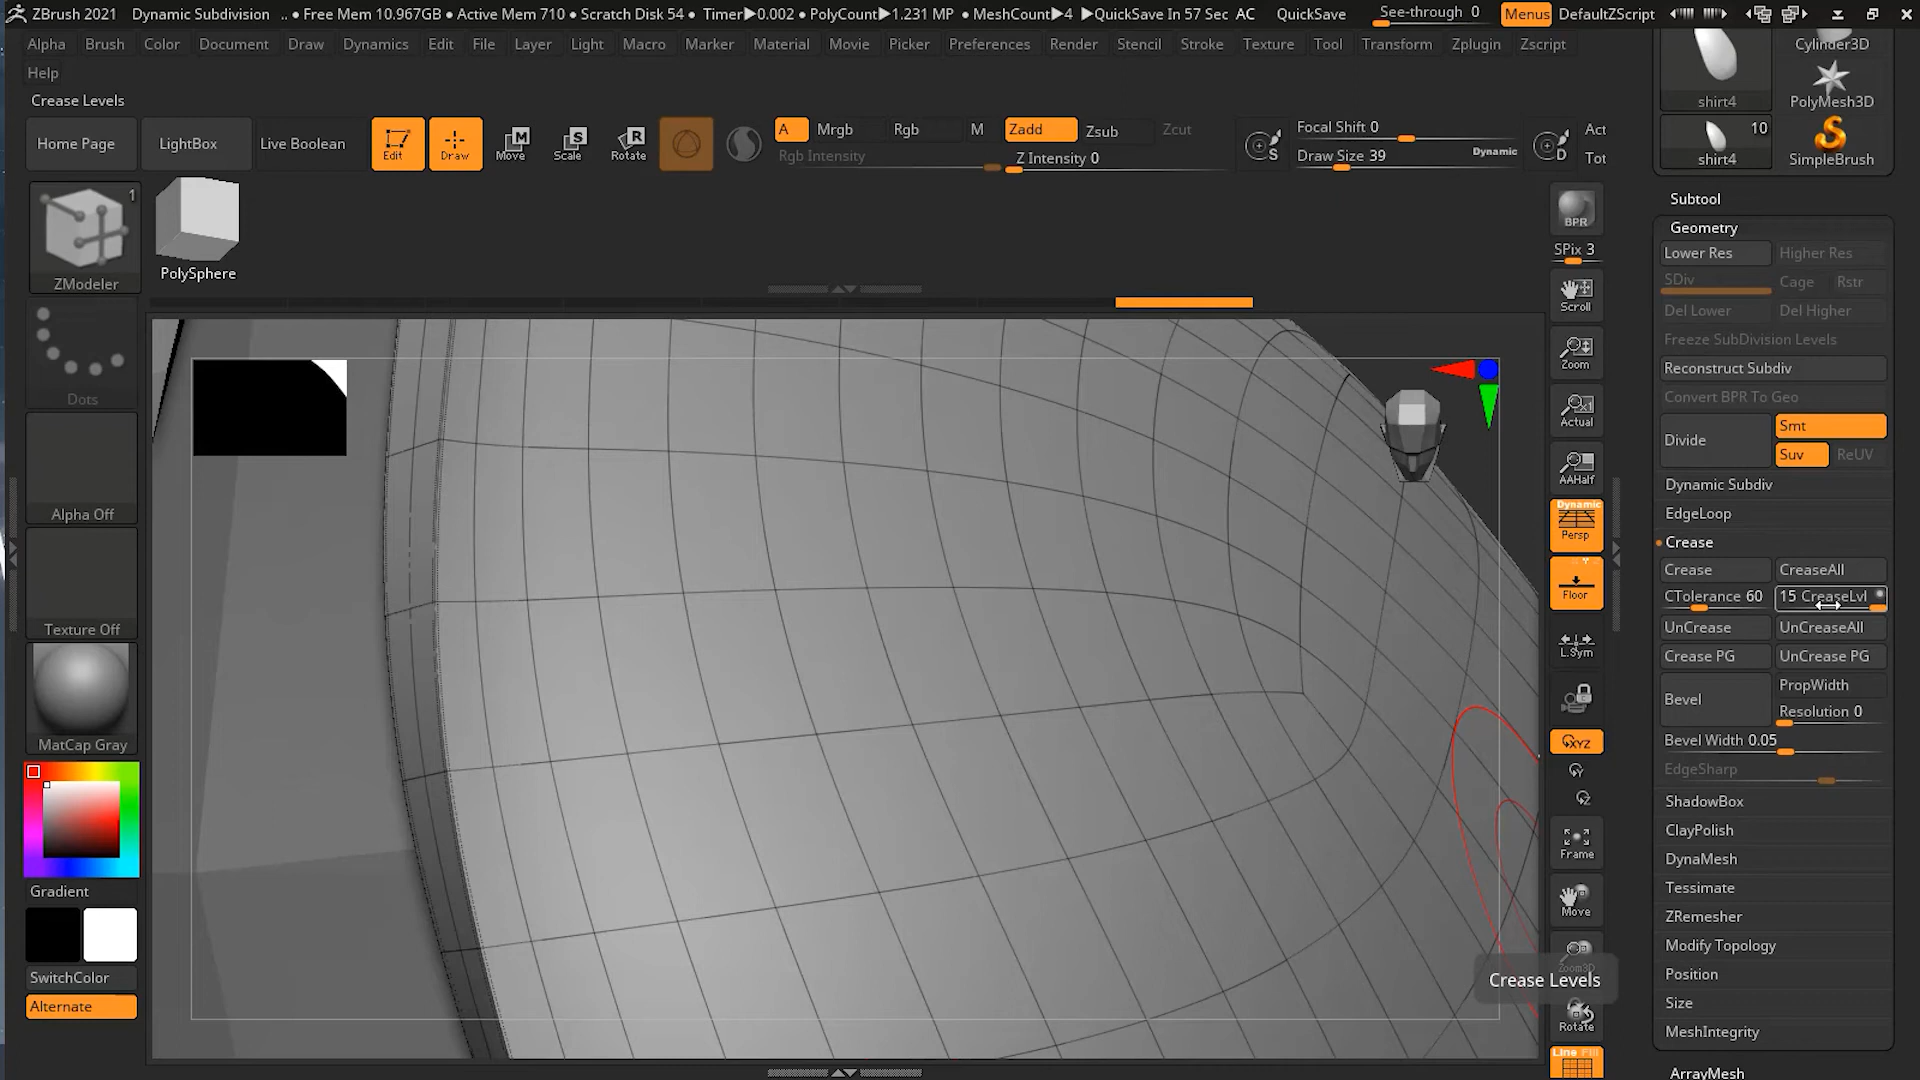 ZBrush 2021 Dynamic Subdivision .. • Free Mem 10.967GB • Active Mem 710 • Scratch Disk 54 • Timer▶0.002 • PolyCount▶1.231 MP • MeshCount▶4 ▶QuickSave In 57 Sec AC QuickSave See-through 0 Menus DefaultZScript
Alpha Brush Color Document Draw Dynamics Edit File Layer Light Macro Marker Material Movie Picker Preferences Render Stencil Stroke Texture Tool Transform Zplugin Zscript
Help
Crease Levels
Home Page LightBox Live Boolean Edit Draw Move Scale Rotate
M S R
A Mrgb Rgb M Zadd Zsub Zcut
Rgb Intensity Z Intensity 0
S Focal Shift 0
Draw Size 39 Dynamic D
Act
Tot
1
ZModeler
PolySphere
Dots
Alpha Off
Texture Off
MatCap Gray
Gradient
SwitchColor
Alternate
BPR
SPix 3
Scroll
Zoom
Actual
AAHalf
Dynamic
Persp
Floor
L.Sym
XYZ
Y
Z
Frame
Move
Zoom3D
Crease Levels
Rotate
Line Fill
shirt4 Cylinder3D
PolyMesh3D
10
shirt4 SimpleBrush
Subtool
Geometry
Lower Res Higher Res
SDiv Cage Rstr
Del Lower Del Higher
Freeze SubDivision Levels
Reconstruct Subdiv
Convert BPR To Geo
Divide Smt
Suv ReUV
Dynamic Subdiv
EdgeLoop
Crease
Crease CreaseAll
CTolerance 60 15 CreaseLvl
UnCrease UnCreaseAll
Crease PG UnCrease PG
Bevel PropWidth
Resolution 0
Bevel Width 0.05
EdgeSharp
ShadowBox
ClayPolish
DynaMesh
Tessimate
ZRemesher
Modify Topology
Position
Size
MeshIntegrity
ArrayMesh